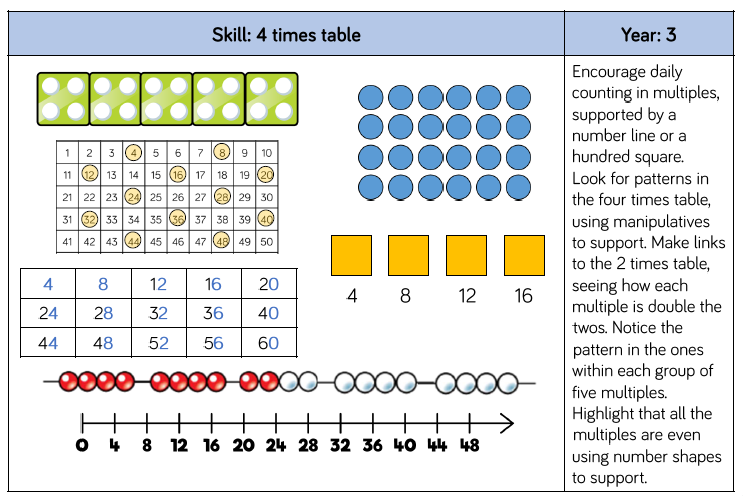 Skill: 4 times table
Year: 3
1 2 3 4 5 6 7 8 9 10
11 12 13 14 15 16 17 18 19 20
21 22 23 24 25 26 27 28 29 30
31 32 33 34 35 36 37 38 39 40
41 42 43 44 45 46 47 48 49 50
4 8 12 16
4 8 12 16 20
24 28 32 36 40
44 48 52 56 60
0 4 8 12 16 20 24 28 32 36 40 44 48
Encourage daily
counting in multiples,
supported by a
number line or a
hundred square.
Look for patterns in
the four times table,
using manipulatives
to support. Make links
to the 2 times table,
seeing how each
multiple is double the
twos. Notice the
pattern in the ones
within each group of
five multiples.
Highlight that all the
multiples are even
using number shapes
to support.